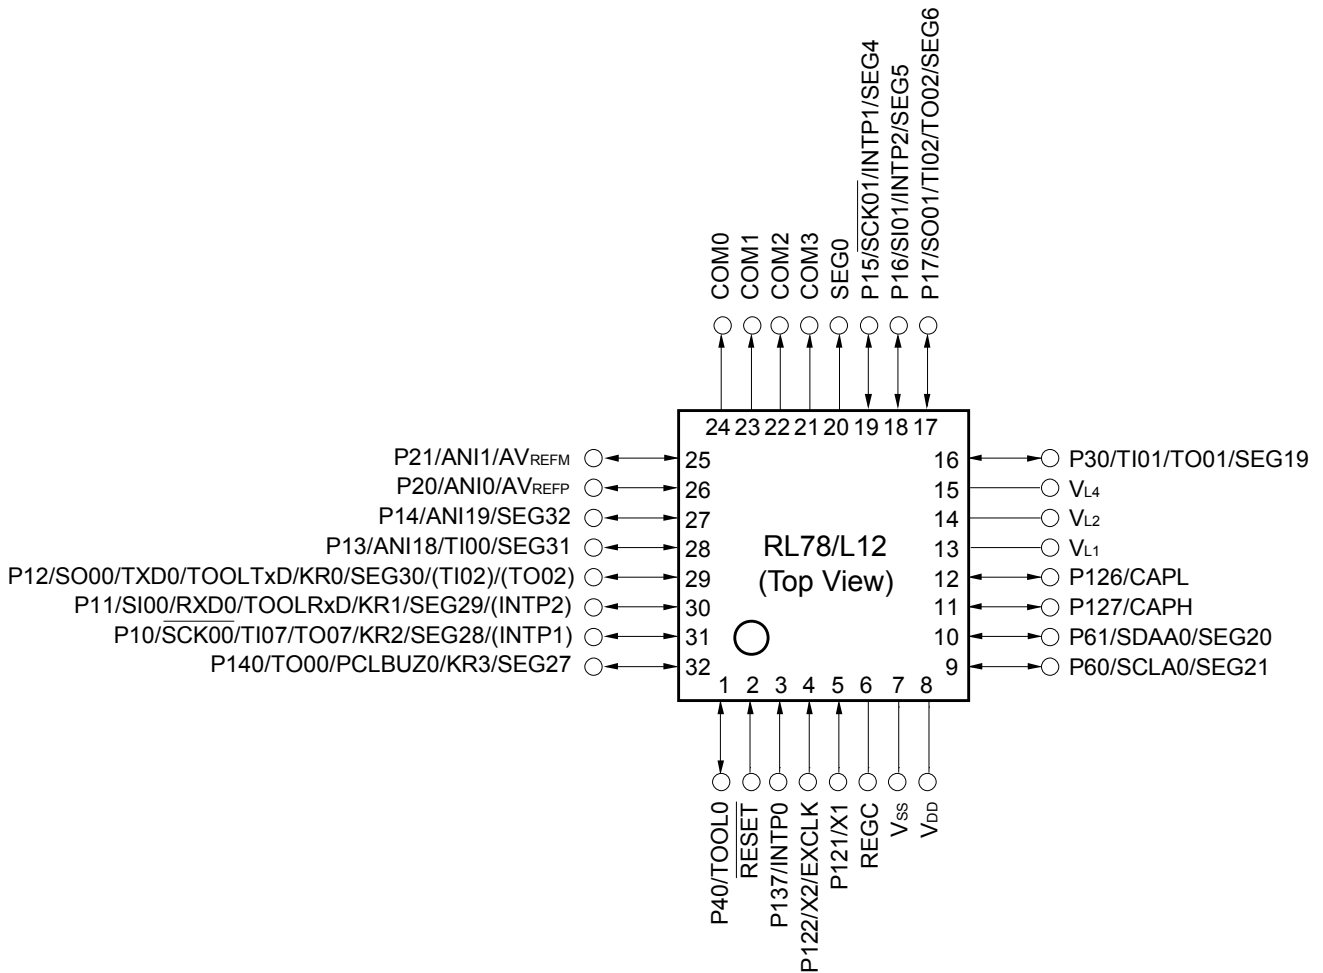 COM0
COM1
COM2
COM3
SEG0
P15/SCK01/INTP1/SEG4
P16/SI01/INTP2/SEG5
P17/SO01/TI02/TO02/SEG6
24 23 22 21 20 19 18 17
P21/ANI1/AVREFM
P20/ANI0/AVREFP
P14/ANI19/SEG32
P13/ANI18/TI00/SEG31
P12/SO00/TXD0/TOOLTxD/KR0/SEG30/(TI02)/(TO02)
P11/SI00/RXD0/TOOLRxD/KR1/SEG29/(INTP2)
P10/SCK00/TI07/TO07/KR2/SEG28/(INTP1)
P140/TO00/PCLBUZ0/KR3/SEG27
25
26
27
28
29
30
31
32
RL78/L12
(Top View)
16
15
14
13
12
11
10
9
P30/TI01/TO01/SEG19
VL4
VL2
VL1
P126/CAPL
P127/CAPH
P61/SDAA0/SEG20
P60/SCLA0/SEG21
1 2 3 4 5 6 7 8
P40/TOOL0
RESET
P137/INTP0
P122/X2/EXCLK
P121/X1
REGC
VSS
VDD